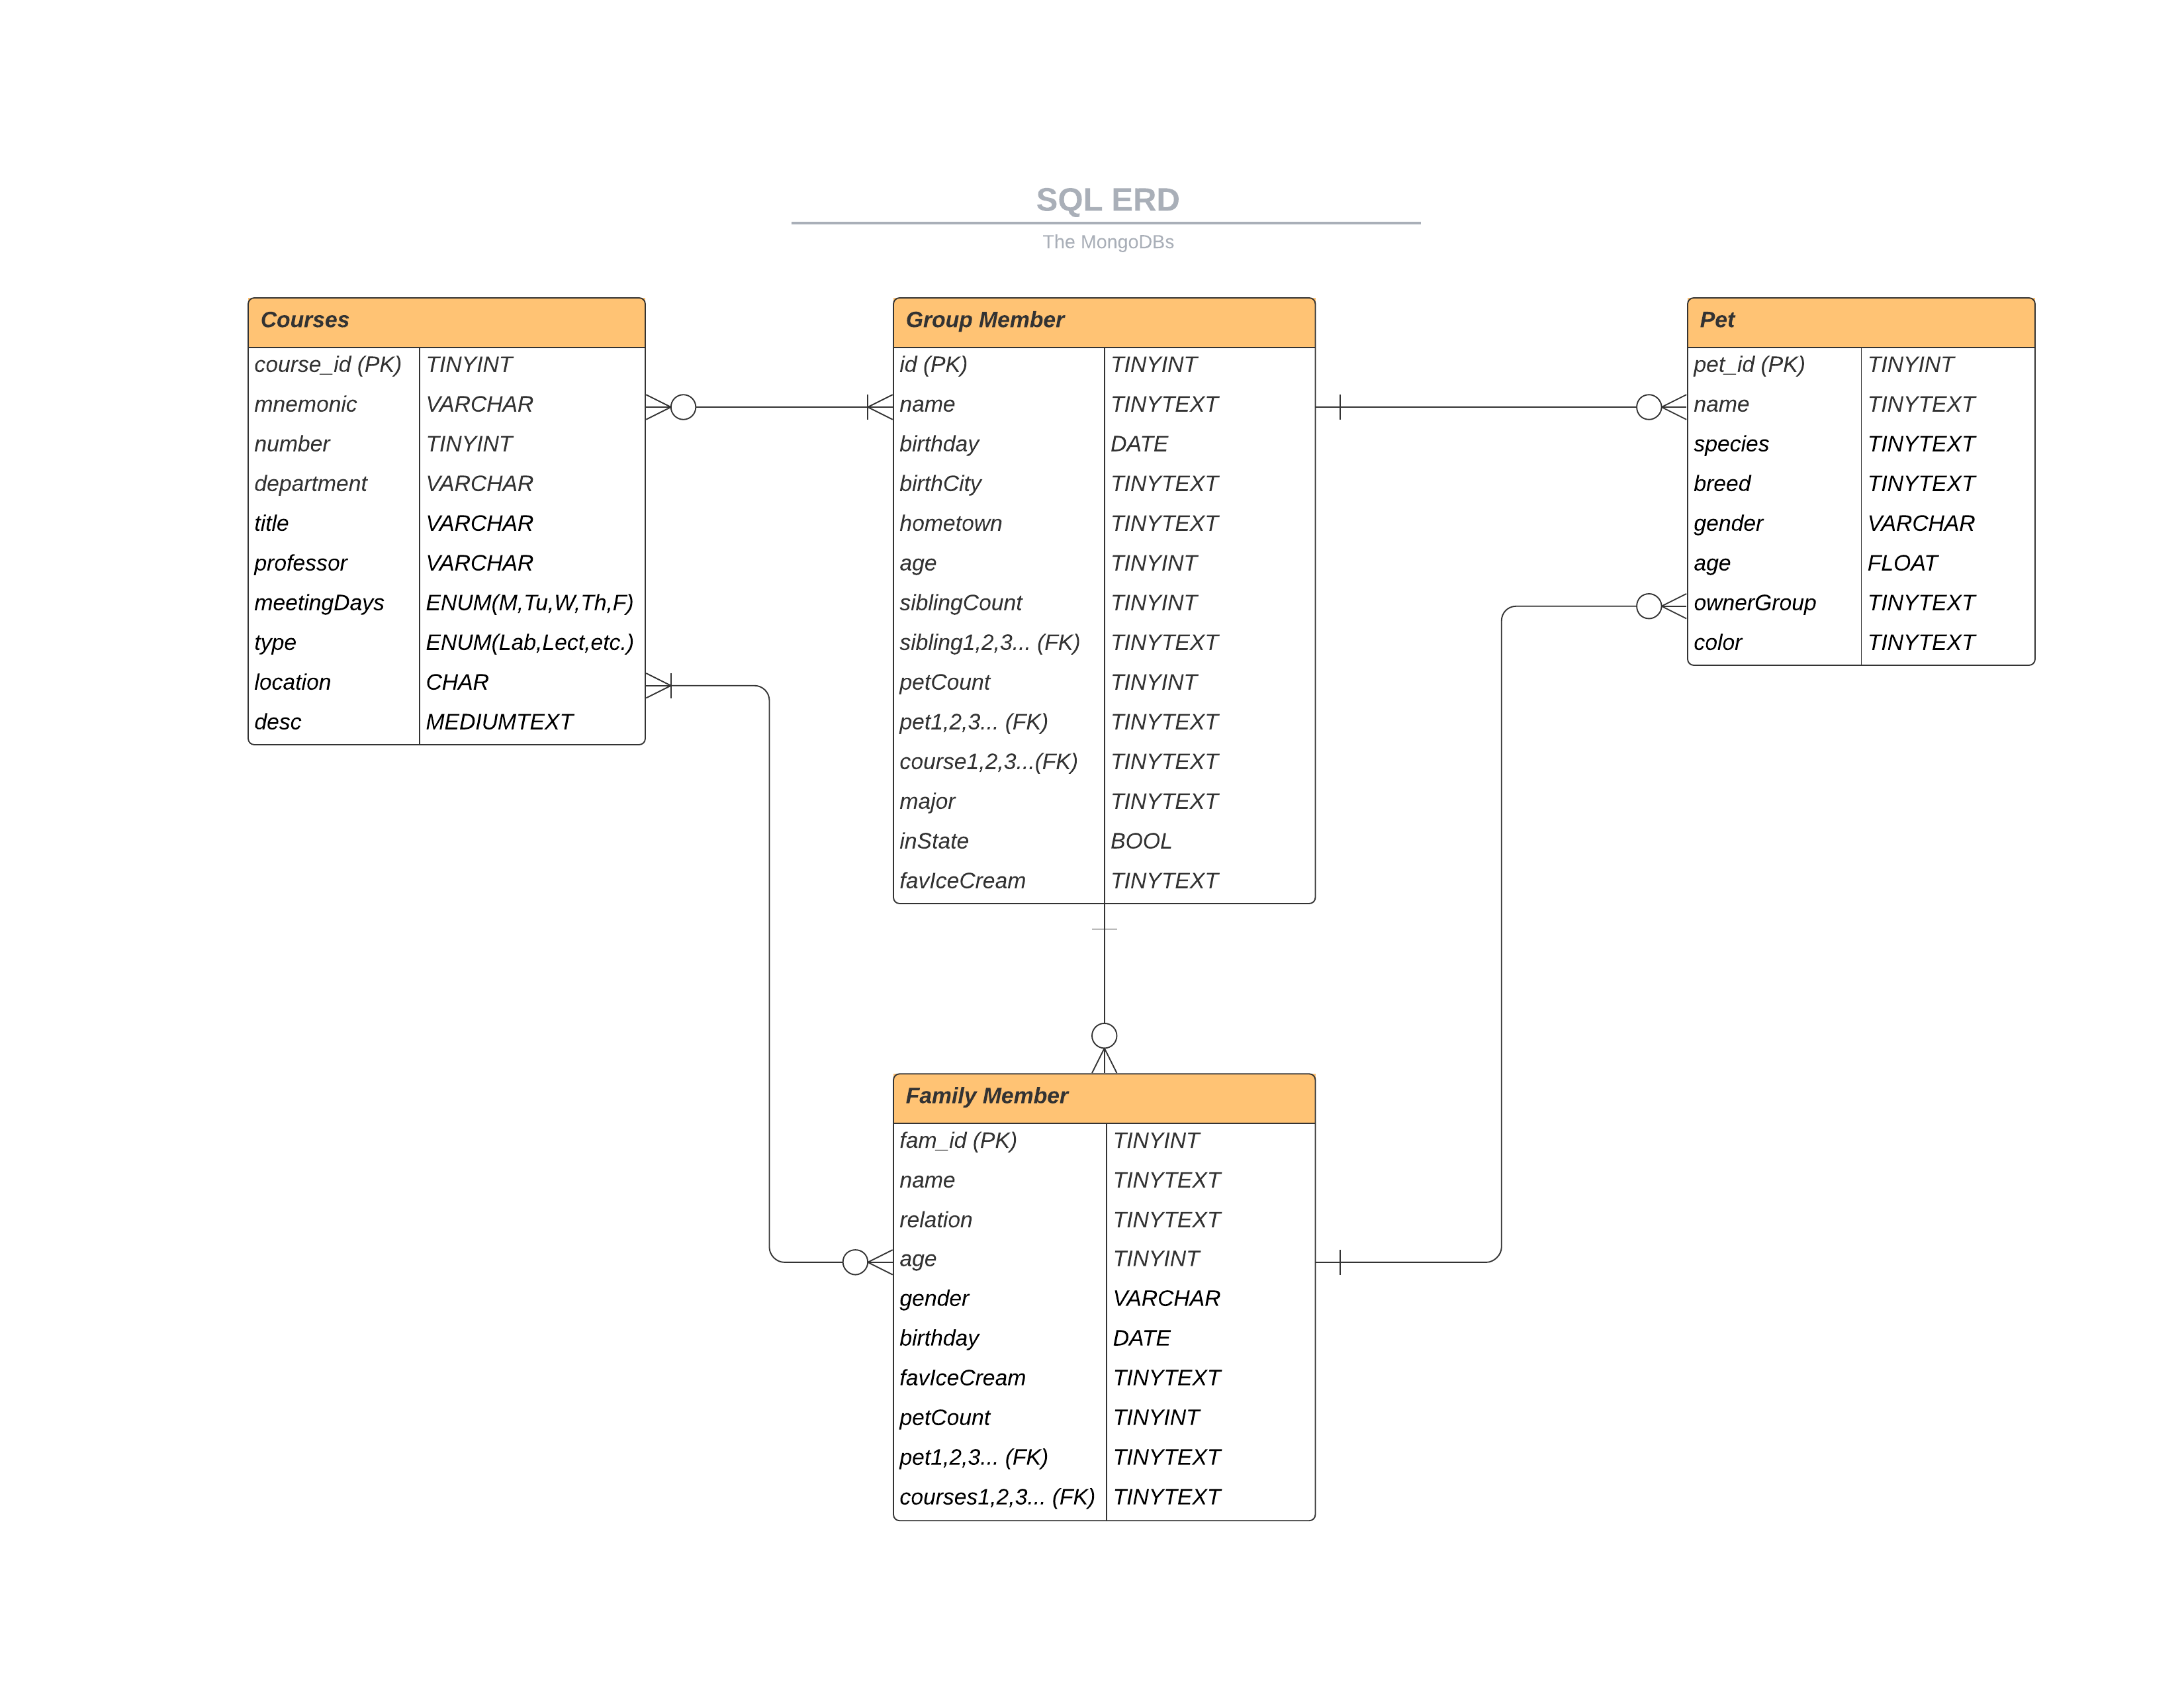 SQL ERD
The MongoDBs
Courses
course_id (PK) TINYINT
mnemonic VARCHAR
number TINYINT
department VARCHAR
title VARCHAR
professor VARCHAR
meetingDays ENUM(M,Tu,W,Th,F)
type ENUM(Lab,Lect,etc.)
location CHAR
desc MEDIUMTEXT
Group Member
id (PK) TINYINT
name TINYTEXT
birthday DATE
birthCity TINYTEXT
hometown TINYTEXT
age TINYINT
siblingCount TINYINT
sibling1,2,3... (FK) TINYTEXT
petCount TINYINT
pet1,2,3... (FK) TINYTEXT
course1,2,3...(FK) TINYTEXT
major TINYTEXT
inState BOOL
favIceCream TINYTEXT
Pet
pet_id (PK) TINYINT
name TINYTEXT
species TINYTEXT
breed TINYTEXT
gender VARCHAR
age FLOAT
ownerGroup TINYTEXT
color TINYTEXT
Family Member
fam_id (PK) TINYINT
name TINYTEXT
relation TINYTEXT
age TINYINT
gender VARCHAR
birthday DATE
favIceCream TINYTEXT
petCount TINYINT
pet1,2,3... (FK) TINYTEXT
courses1,2,3... (FK) TINYTEXT